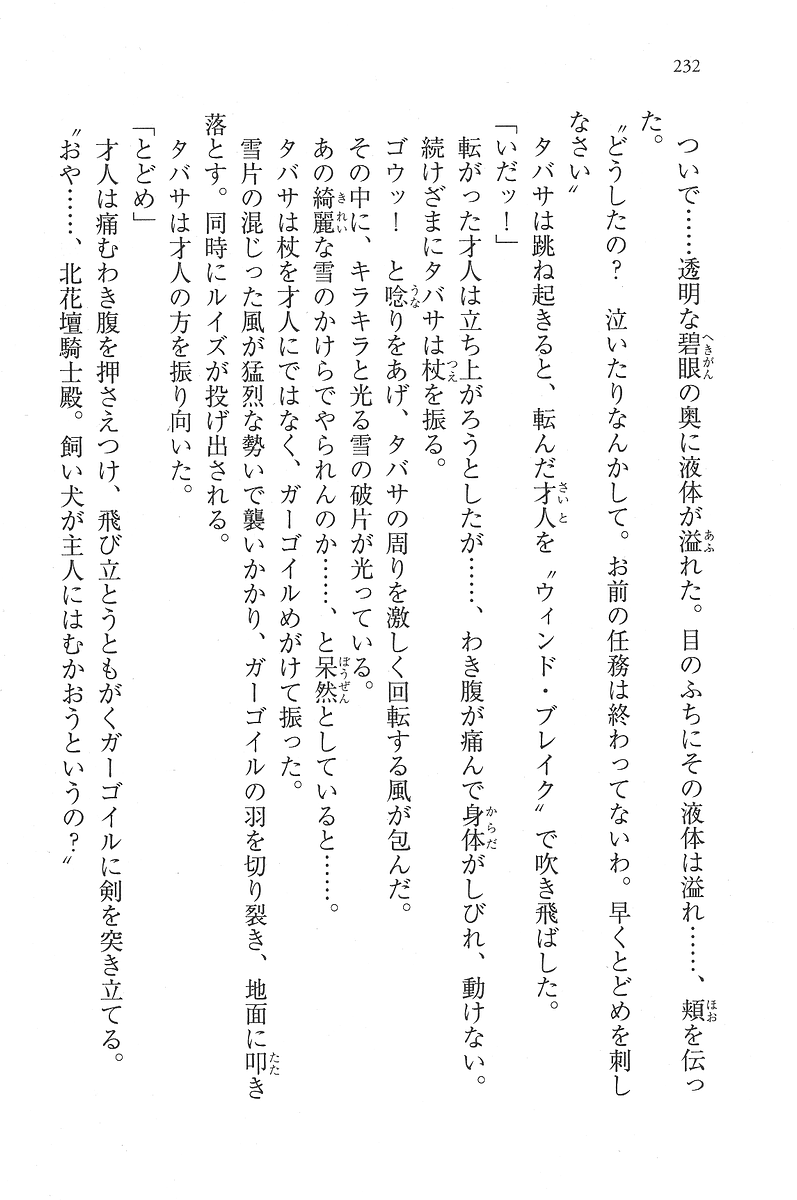 232
ついで……透明な碧眼の奥に液体が溢れた。目のふちにその液体は溢れ……、頬を伝っ
た。
〝どうしたの？　泣いたりなんかして。お前の任務は終わってないわ。早くとどめを刺し
なさい〟
タバサは跳ね起きると、転んだ才人を〝ウィンド・ブレイク〟で吹き飛ばした。
「いだッ！」
転がった才人は立ち上がろうとしたが……、わき腹が痛んで身体がしびれ、動けない。
続けざまにタバサは杖を振る。
ゴウッ！　と唸りをあげ、タバサの周りを激しく回転する風が包んだ。
その中に、キラキラと光る雪の破片が光っている。
あの綺麗な雪のかけらでやられんのか……、と呆然としていると……。
タバサは杖を才人にではなく、ガーゴイルめがけて振った。
雪片の混じった風が猛烈な勢いで襲いかかり、ガーゴイルの羽を切り裂き、地面に叩き
落とす。同時にルイズが投げ出される。
タバサは才人の方を振り向いた。
「とどめ」
才人は痛むわき腹を押さえつけ、飛び立とうともがくガーゴイルに剣を突き立てる。
〝おや……、北花壇騎士殿。飼い犬が主人にはむかおうというの？〟